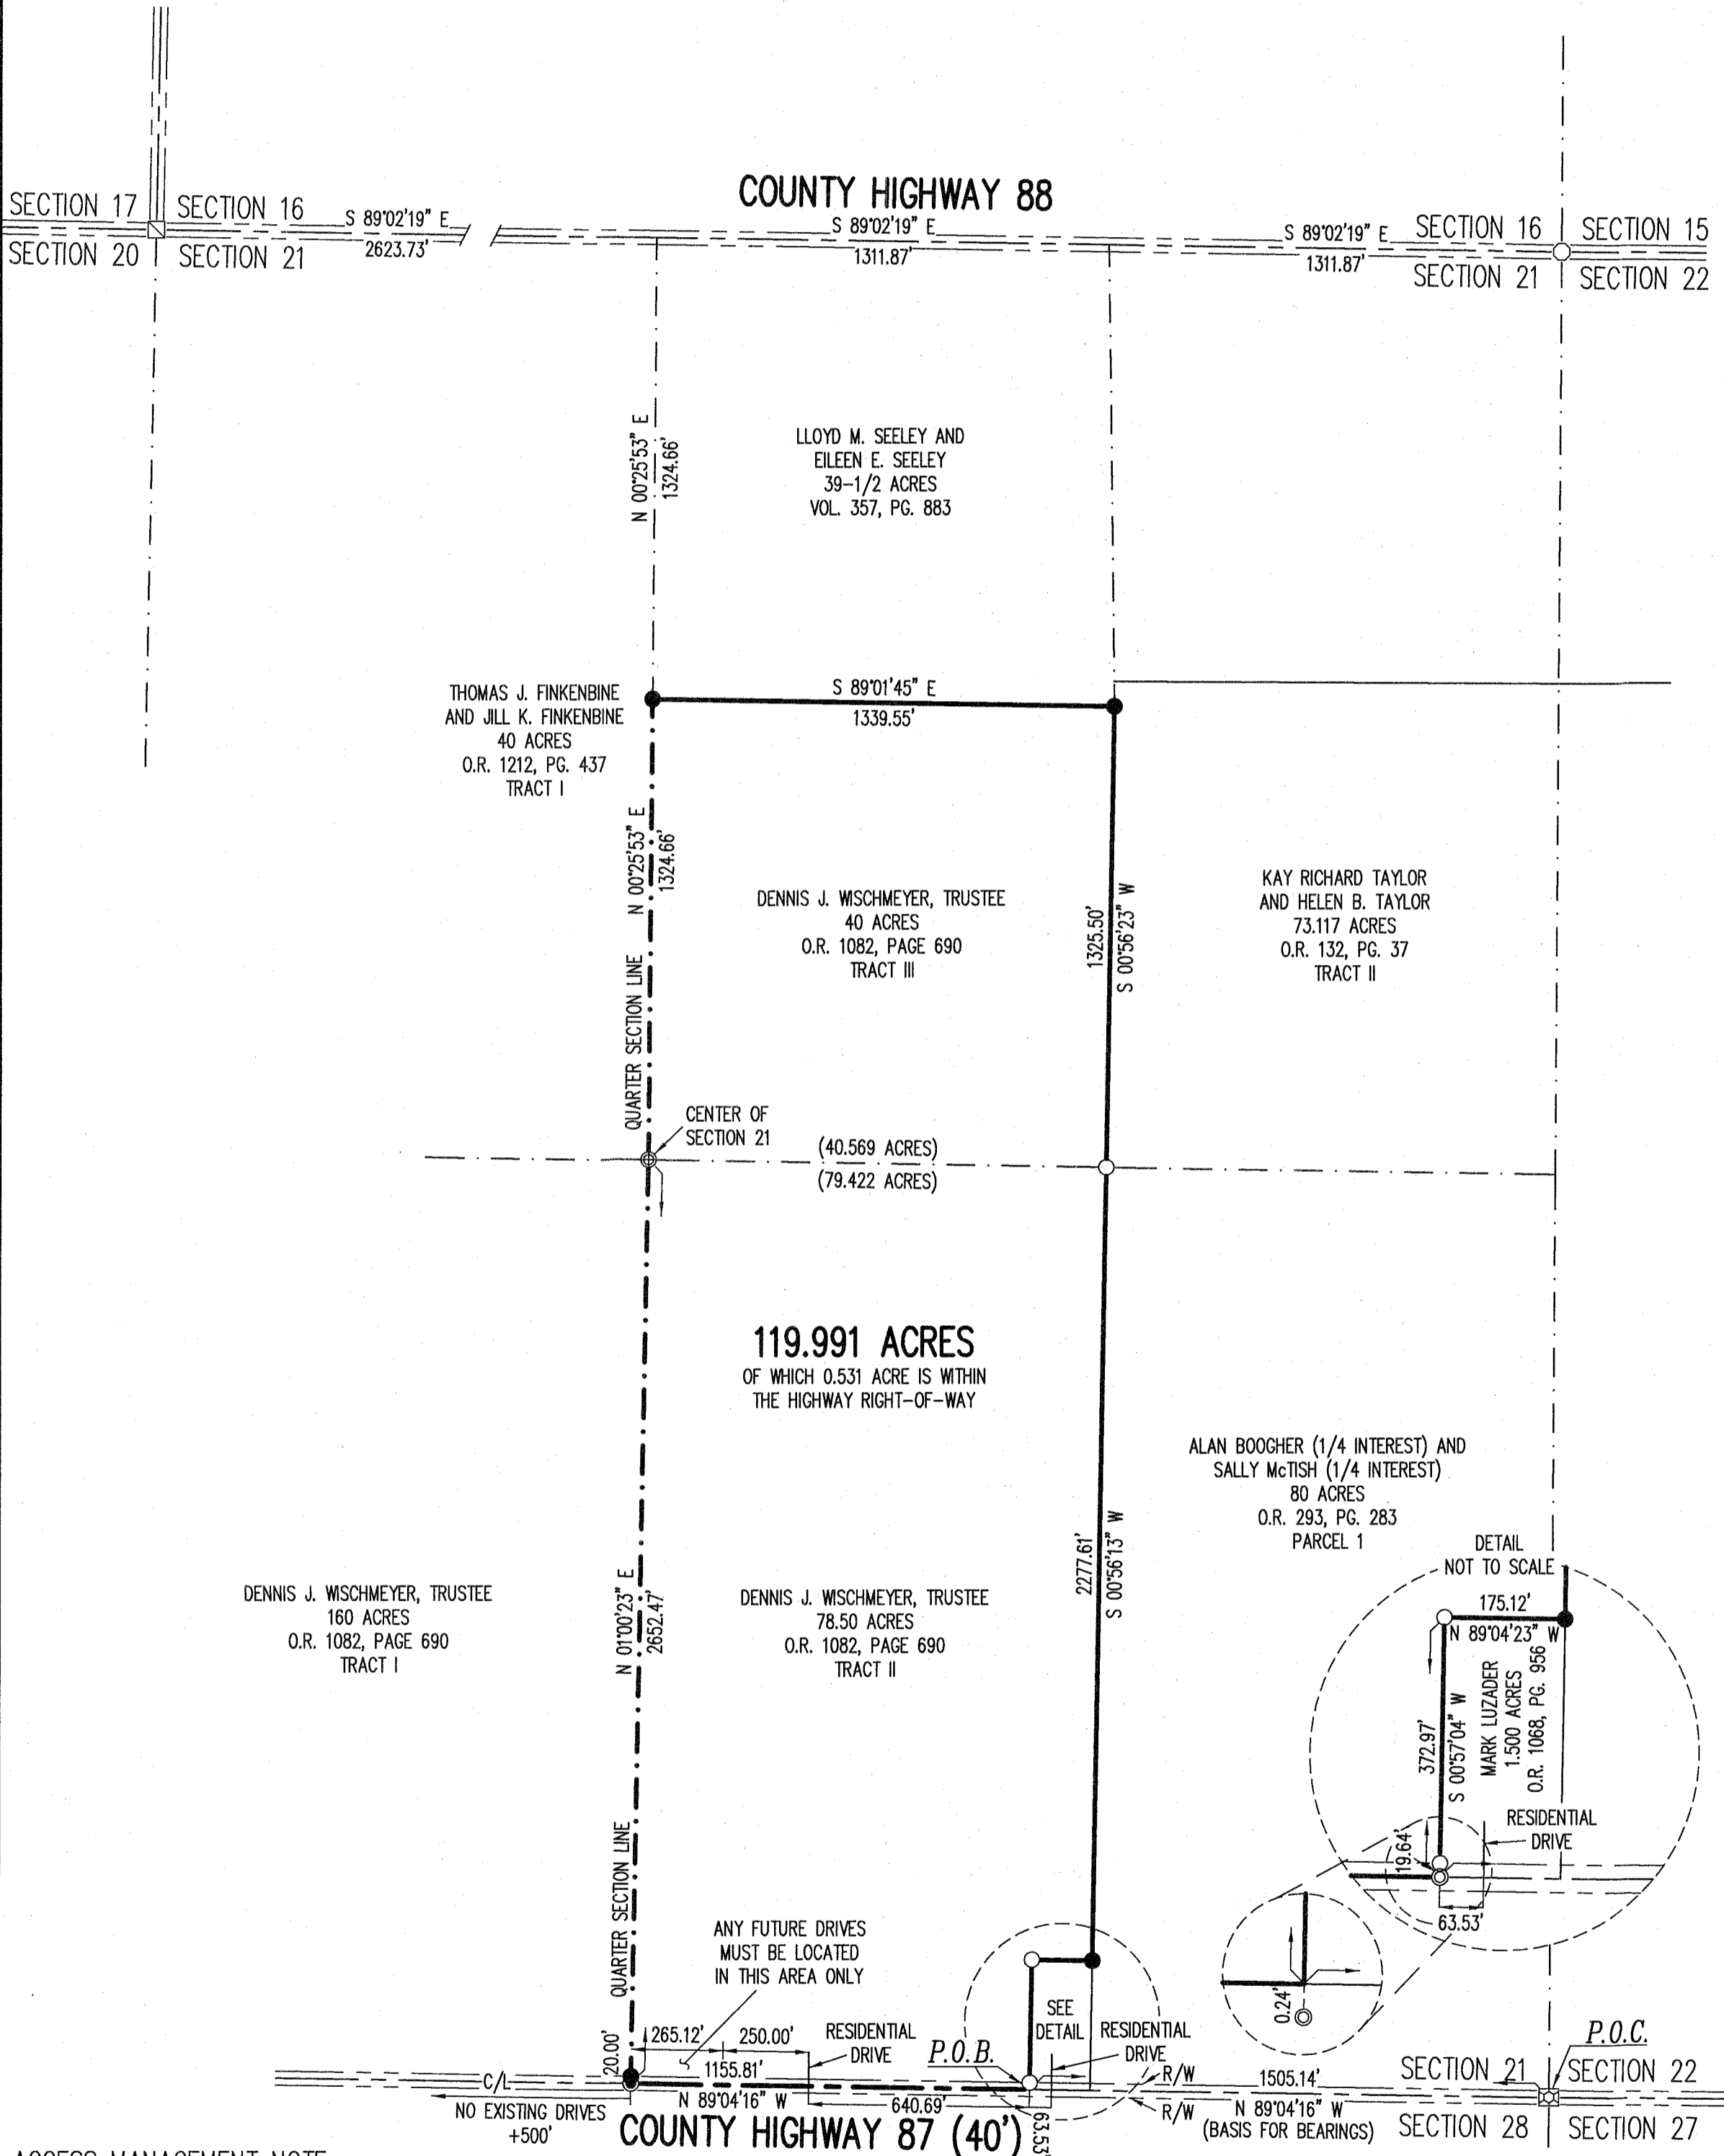 COUNTY HIGHWAY 88
SECTION 17
SECTION 16
S 89°02'19" E
2623.73'
S 89°02'19" E
1311.87'
S 89°02'19" E
1311.87'
SECTION 16
SECTION 15
SECTION 20
SECTION 21
SECTION 21
SECTION 22
N 00°25'53" E
1324.66'
LLOYD M. SEELEY AND
EILEEN E. SEELEY
39-1/2 ACRES
VOL. 357, PG. 883
THOMAS J. FINKENBINE
AND JILL K. FINKENBINE
40 ACRES
O.R. 1212, PG. 437
TRACT I
S 89°01'45" E
1339.55'
QUARTER SECTION LINE
N 00°25'53" E
1324.66'
DENNIS J. WISCHMEYER, TRUSTEE
40 ACRES
O.R. 1082, PAGE 690
TRACT III
1325.50'
S 00°56'23" W
KAY RICHARD TAYLOR
AND HELEN B. TAYLOR
73.117 ACRES
O.R. 132, PG. 37
TRACT II
CENTER OF
SECTION 21
(40.569 ACRES)
(79.422 ACRES)
119.991 ACRES
OF WHICH 0.531 ACRE IS WITHIN
THE HIGHWAY RIGHT-OF-WAY
ALAN BOOGHER (1/4 INTEREST) AND
SALLY McTISH (1/4 INTEREST)
80 ACRES
O.R. 293, PG. 283
PARCEL 1
2277.61'
S 00°56'13" W
DENNIS J. WISCHMEYER, TRUSTEE
160 ACRES
O.R. 1082, PAGE 690
TRACT I
N 01°00'23" E
2652.47'
DENNIS J. WISCHMEYER, TRUSTEE
78.50 ACRES
O.R. 1082, PAGE 690
TRACT II
DETAIL
NOT TO SCALE
175.12'
N 89°04'23" W
372.97'
S 00°57'04" W
MARK LUZADER
1.500 ACRES
O.R. 1068, PG. 956
RESIDENTIAL
DRIVE
19.64'
63.53'
0.24'
QUARTER SECTION LINE
ANY FUTURE DRIVES
MUST BE LOCATED
IN THIS AREA ONLY
SEE
DETAIL
20.00'
265.12'
250.00'
RESIDENTIAL
DRIVE
P.O.B.
RESIDENTIAL
DRIVE
P.O.C.
C/L
1155.81'
R/W
1505.14'
SECTION 21
SECTION 22
NO EXISTING DRIVES
+500'
N 89°04'16" W
640.69'
63.53'
R/W
N 89°04'16" W
(BASIS FOR BEARINGS)
SECTION 28
SECTION 27
COUNTY HIGHWAY 87 (40')
ACCESS MANAGEMENT NOTE